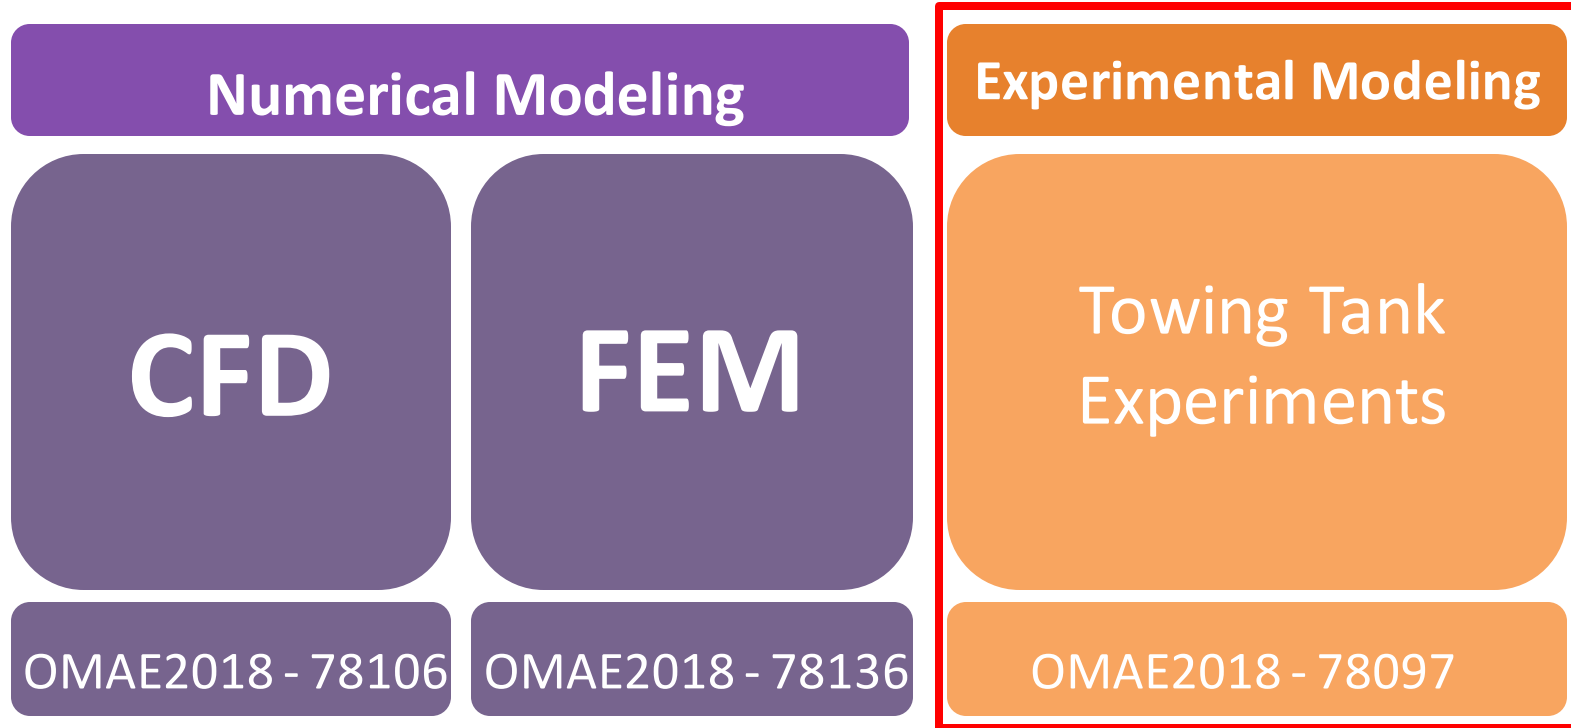 Numerical Modeling
Experimental Modeling
CFD
FEM
Towing Tank
Experiments
OMAE2018 - 78106
OMAE2018 - 78136
OMAE2018 - 78097